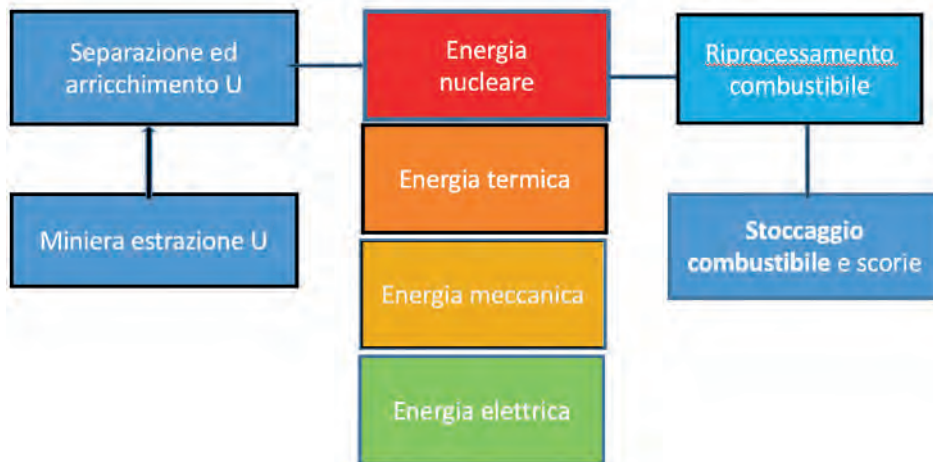 Separazione ed
arricchimento U
Energia
nucleare
Riprocessamento
combustibile
Miniera estrazione U
Energia termica
Stoccaggio
combustibile e scorie
Energia meccanica
Energia elettrica